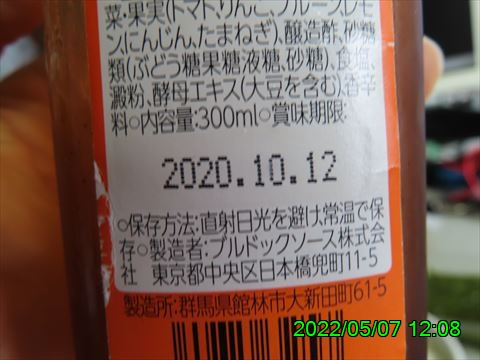 菜・果実(トマト,りんご,プルーン,レモ
ン,にんじん,たまねぎ),醸造酢,砂糖
類(ぶどう糖果糖液糖,砂糖),食塩,
澱粉,酵母エキス(大豆を含む),香辛
料○内容量:300ml○賞味期限:
2020.10.12
○保存方法:直射日光を避け,常温で保
存○製造者:ブルドックソース株式会
社 東京都中央区日本橋兜町11-5
製造所:群馬県館林市大新田町61-5
2022/05/07 12:08